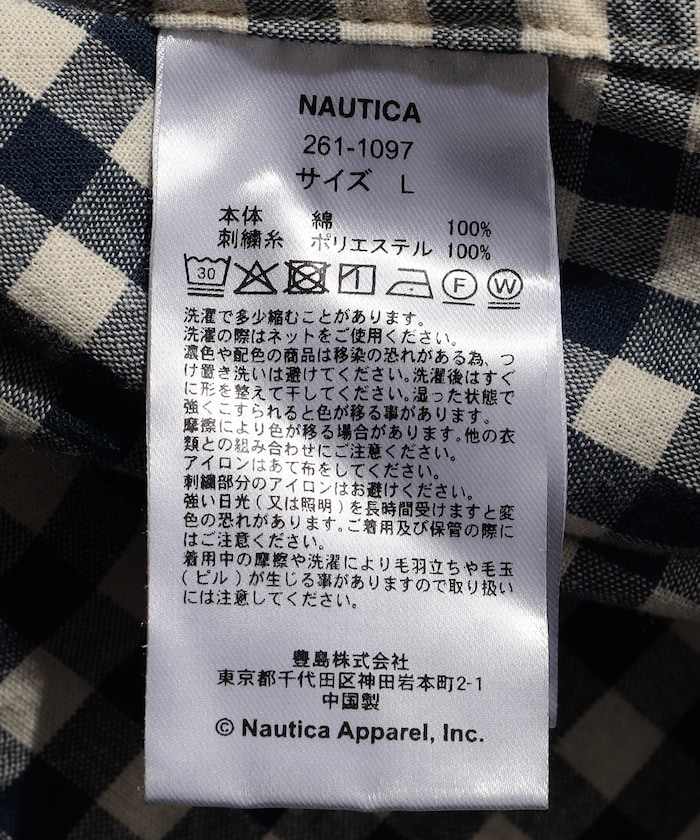 NAUTICA
261-1097
サイズ L
本体 綿 100%
刺繍糸 ポリエステル 100%
30 F W
洗濯で多少縮むことがあります。
洗濯の際はネットをご使用ください。
濃色や配色の商品は移染の恐れがある為、つ
け置き洗いは避けてください。洗濯後はすぐ
に形を整えて干してください。湿った状態で
強くこすられると色が移る事があります。
摩擦により色が移る場合があります。他の衣
類との組み合わせにご注意ください。
アイロンはあて布をしてください。
刺繍部分のアイロンはお避けください。
強い日光(又は照明)を長時間受けますと変
色の恐れがあります。ご着用及び保管の際に
はご注意ください。
着用中の摩擦や洗濯により毛羽立ちや毛玉
(ピル)が生じる事がありますので取り扱い
には注意してください。
豊島株式会社
東京都千代田区神田岩本町2-1
中国製
© Nautica Apparel, Inc.